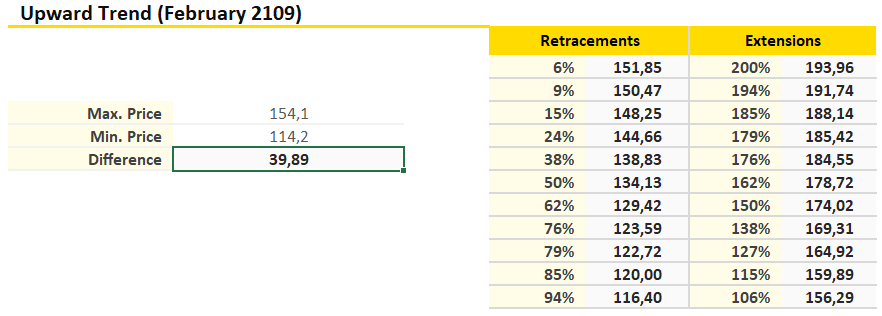 Upward Trend (February 2109)
Retracements Extensions
6% 151,85 200% 193,96
9% 150,47 194% 191,74
Max. Price 154,1 15% 148,25 185% 188,14
Min. Price 114,2 24% 144,66 179% 185,42
Difference 39,89 38% 138,83 176% 184,55
50% 134,13 162% 178,72
62% 129,42 150% 174,02
76% 123,59 138% 169,31
79% 122,72 127% 164,92
85% 120,00 115% 159,89
94% 116,40 106% 156,29